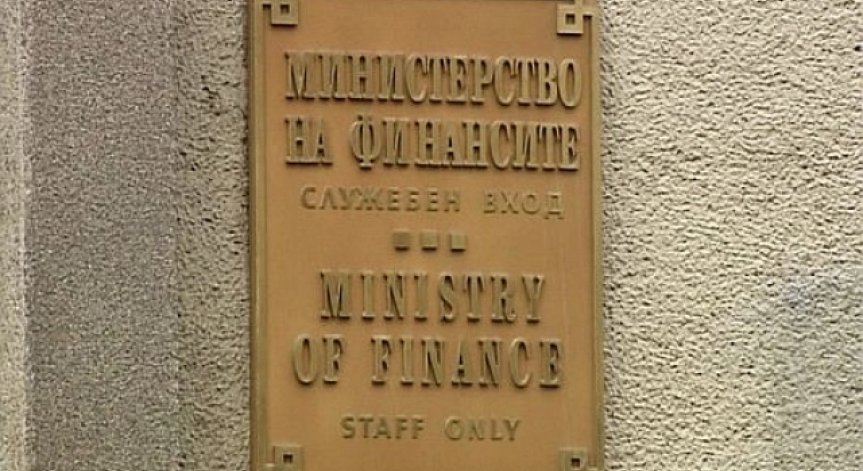 МИНИСТЕРСТВО
НА ФИНАНСИТЕ
СЛУЖЕБЕН ВХОД
MINISTRY
OF FINANCE
STAFF ONLY